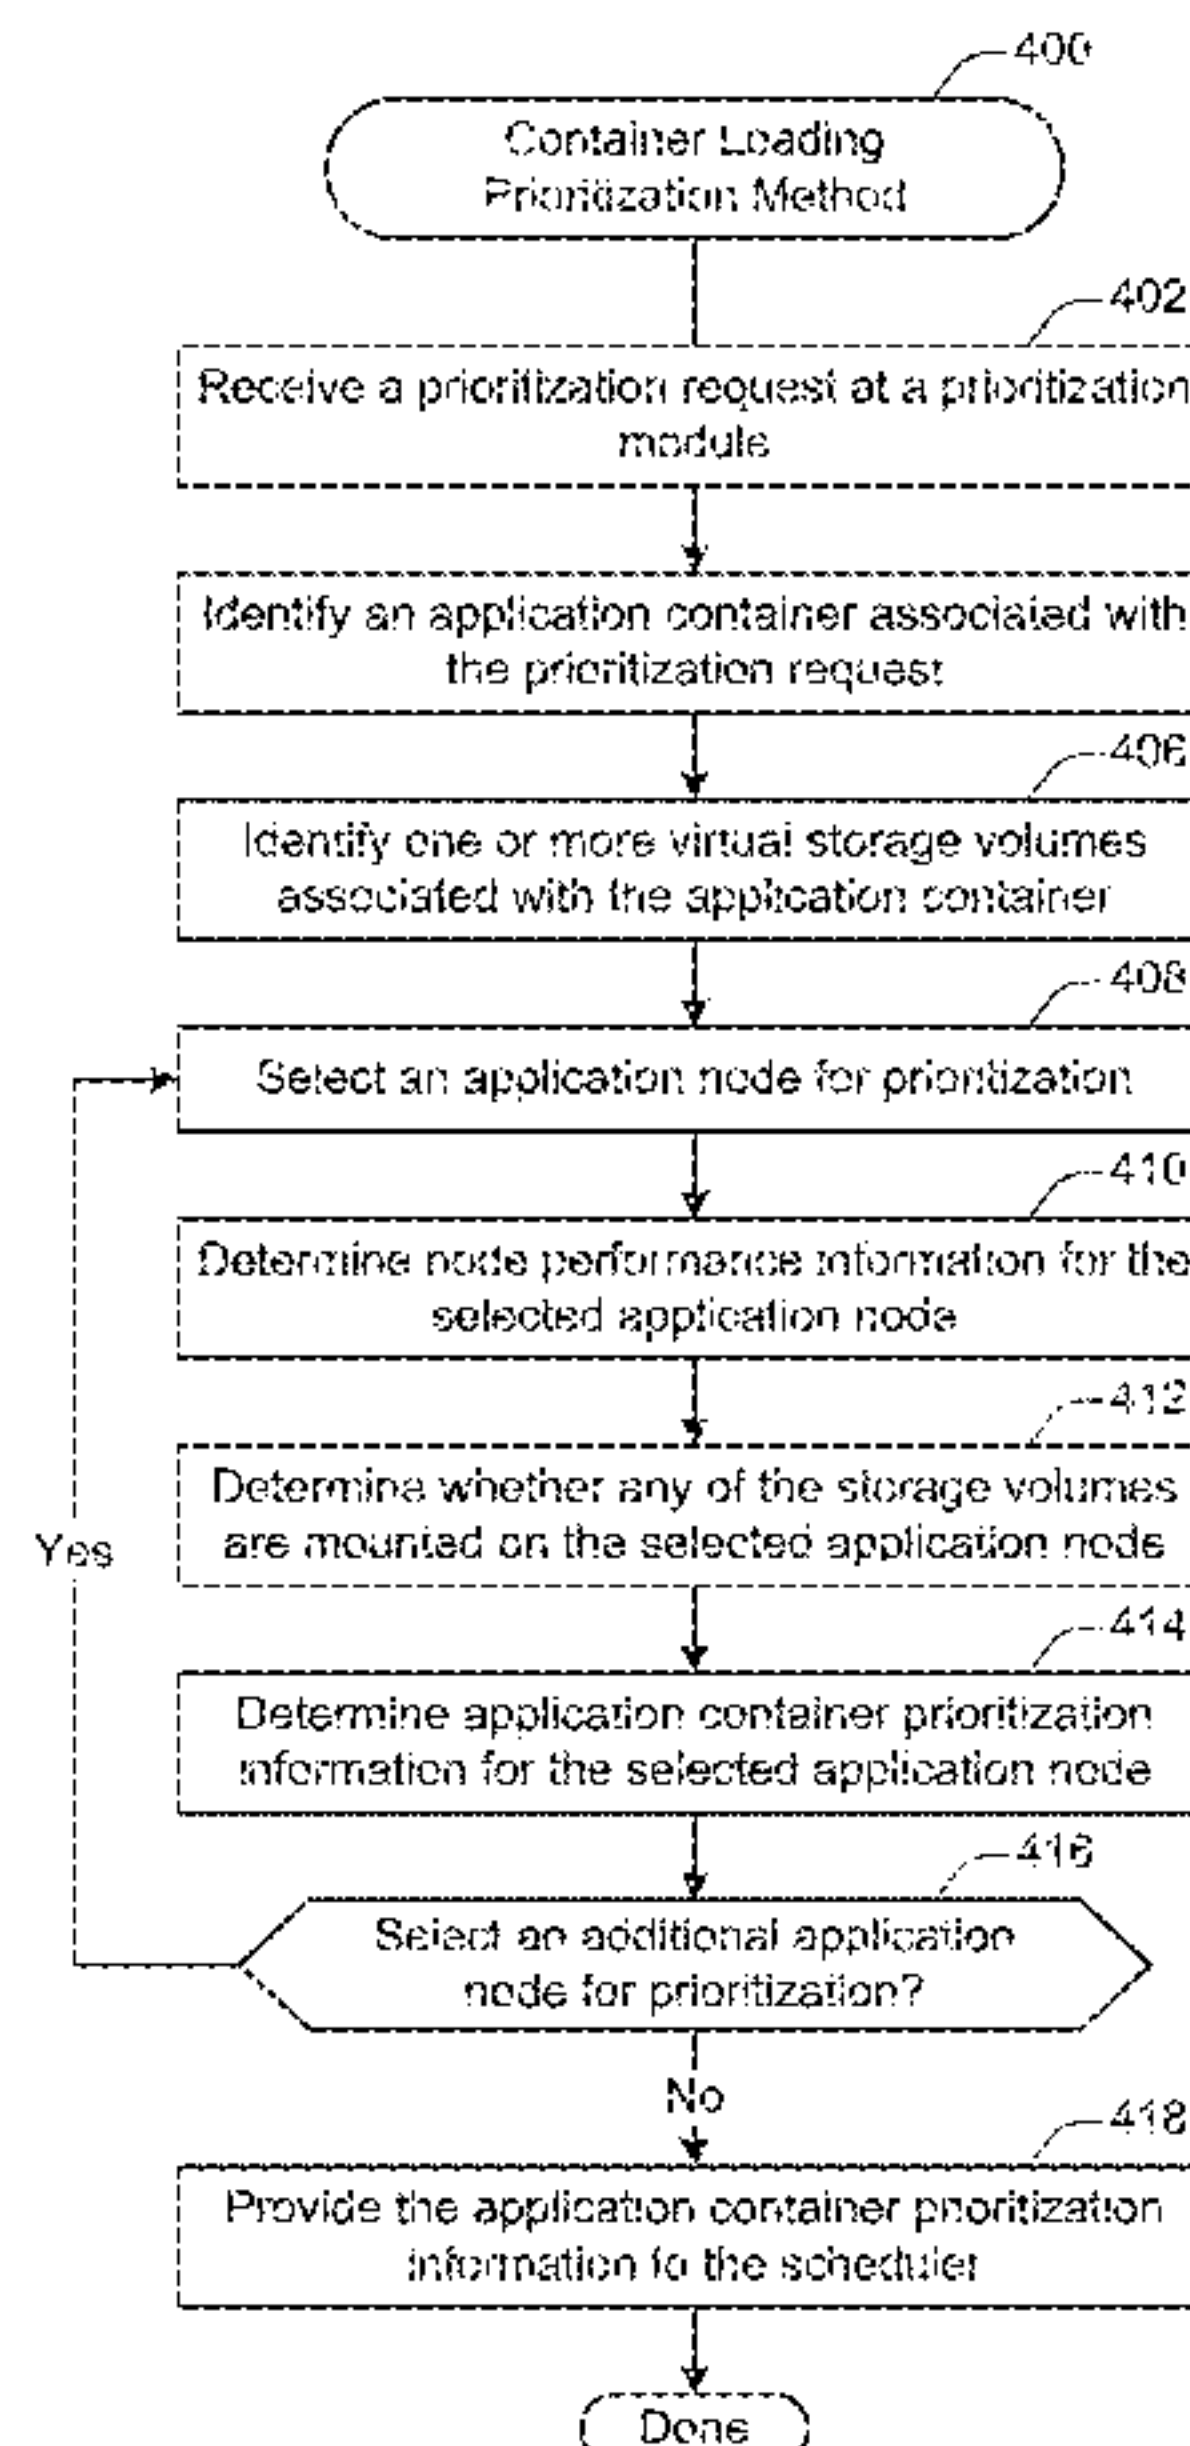 400
Container Loading
Prioritization Method
402
Receive a prioritization request at a prioritization
module
Identify an application container associated with
the prioritization request
406
Identify one or more virtual storage volumes
associated with the application container
408
Select an application node for prioritization
410
Determine node performance information for the
selected application node
412
Determine whether any of the storage volumes
are mounted on the selected application node
Yes
414
Determine application container prioritization
information for the selected application node
416
Select an additional application
node for prioritization?
No
418
Provide the application container prioritization
information to the scheduler
Done